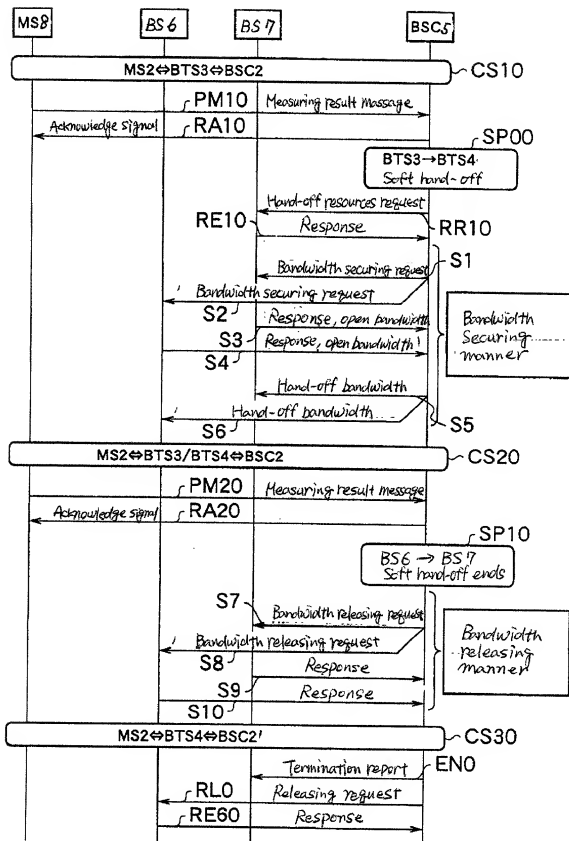 MS8 BS6 BS7 BSC5
MS2⇔BTS3⇔BSC2 CS10
PM10 Measuring result massage
Acknowledge signal RA10
SP00
BTS3→BTS4
Soft hand-off
Hand-off resources request
RE10 Response RR10
Bandwidth securing request S1
Bandwidth securing request
S2 Response, open bandwidth
S3 Response, open bandwidth'
S4
Bandwidth
Securing
manner
Hand-off bandwidth
Hand-off bandwidth S5
S6
MS2⇔BTS3/BTS4⇔BSC2 CS20
PM20 Measuring result message
Acknowledge signal RA20
SP10
BS6→BS7
Soft hand-off ends
S7 Bandwidth releasing request
Bandwidth releasing request
S8 Response
S9 Response
S10
Bandwidth
releasing
manner
MS2⇔BTS4⇔BSC2' CS30
Termination report EN0
RL0 Releasing request
RE60 Response